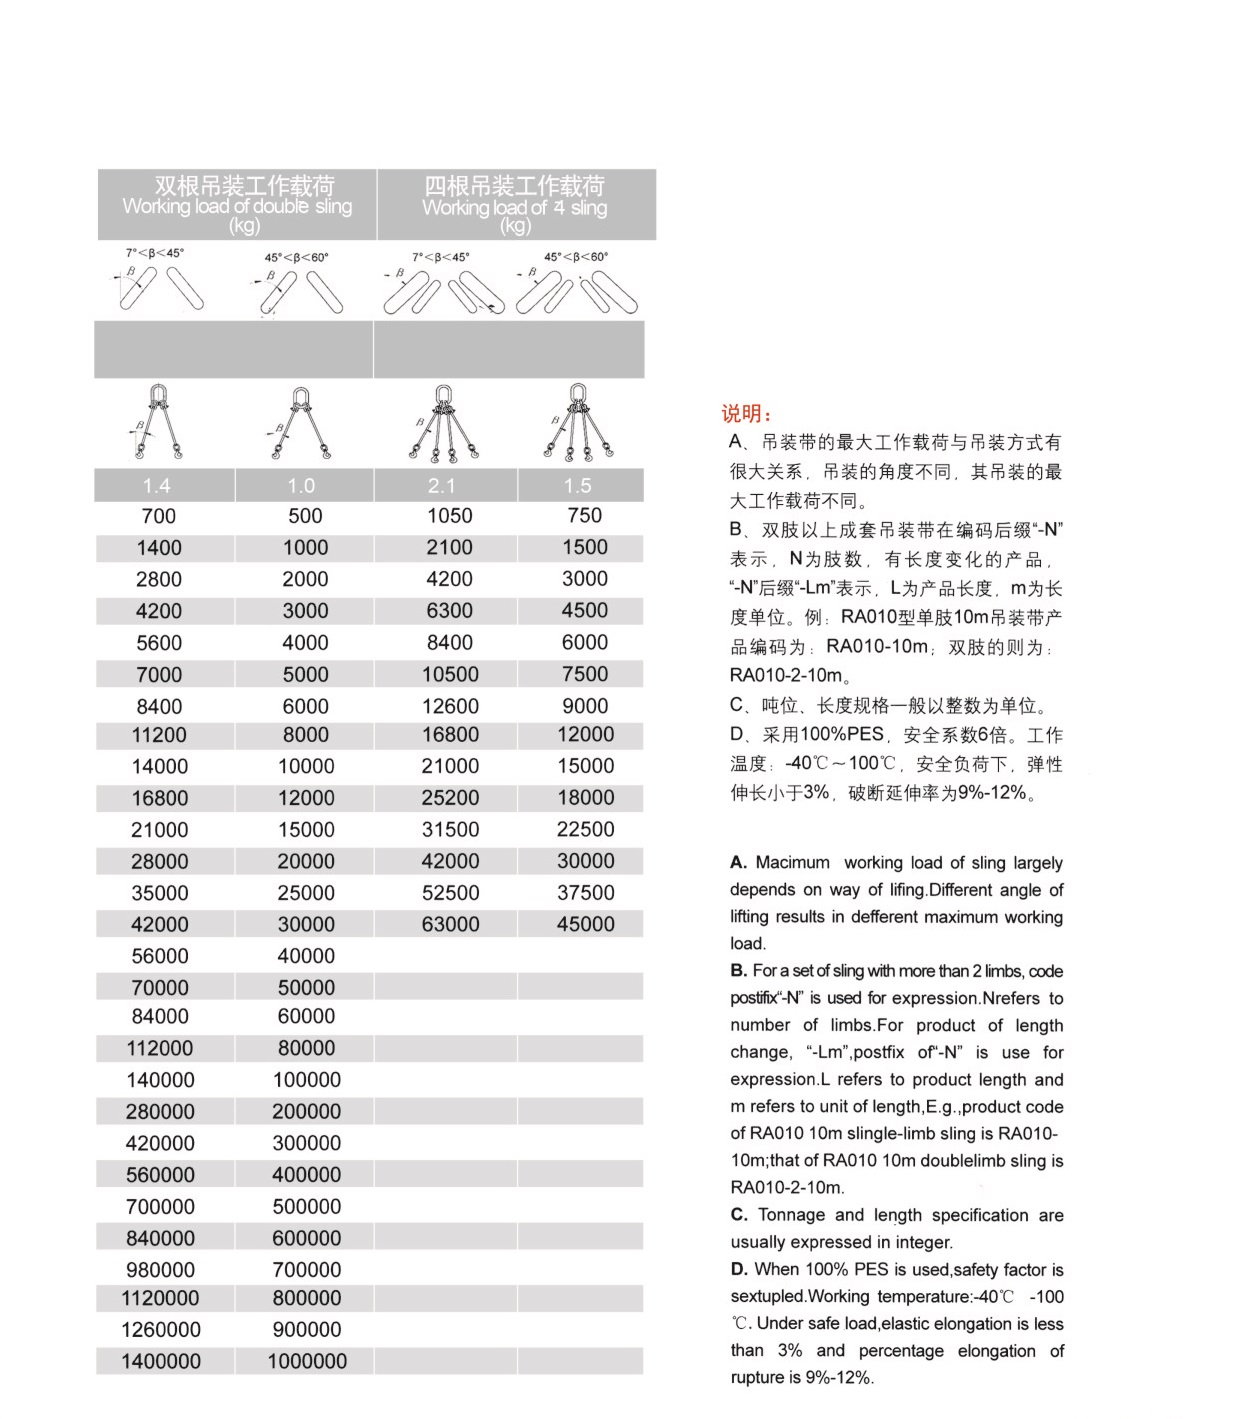 双根吊装工作载荷
Working load of double sling
(kg)
四根吊装工作载荷
Working load of 4 sling
(kg)
7°<β<45° 45°<β<60° 7°<β<45° 45°<β<60°
β β β β
β β β β
1.4 1.0 2.1 1.5
700 500 1050 750
1400 1000 2100 1500
2800 2000 4200 3000
4200 3000 6300 4500
5600 4000 8400 6000
7000 5000 10500 7500
8400 6000 12600 9000
11200 8000 16800 12000
14000 10000 21000 15000
16800 12000 25200 18000
21000 15000 31500 22500
28000 20000 42000 30000
35000 25000 52500 37500
42000 30000 63000 45000
56000 40000
70000 50000
84000 60000
112000 80000
140000 100000
280000 200000
420000 300000
560000 400000
700000 500000
840000 600000
980000 700000
1120000 800000
1260000 900000
1400000 1000000
说明：
A、吊装带的最大工作载荷与吊装方式有
很大关系，吊装的角度不同，其吊装的最
大工作载荷不同。
B、双肢以上成套吊装带在编码后缀“-N”
表示，N为肢数，有长度变化的产品，
“-N”后缀“-Lm”表示，L为产品长度，m为长
度单位。例：RA010型单肢10m吊装带产
品编码为：RA010-10m；双肢的则为：
RA010-2-10m。
C、吨位、长度规格一般以整数为单位。
D、采用100%PES，安全系数6倍。工作
温度：-40℃～100℃，安全负荷下，弹性
伸长小于3%，破断延伸率为9%-12%。
A. Macimum working load of sling largely
depends on way of lifing.Different angle of
lifting results in defferent maximum working
load.
B. For a set of sling with more than 2 limbs, code
postifix“-N” is used for expression.Nrefers to
number of limbs.For product of length
change, “-Lm”,postfix of“-N” is use for
expression.L refers to product length and
m refers to unit of length,E.g.,product code
of RA010 10m slingle-limb sling is RA010-
10m;that of RA010 10m doublelimb sling is
RA010-2-10m.
C. Tonnage and length specification are
usually expressed in integer.
D. When 100% PES is used,safety factor is
sextupled.Working temperature:-40℃ -100
℃. Under safe load,elastic elongation is less
than 3% and percentage elongation of
rupture is 9%-12%.